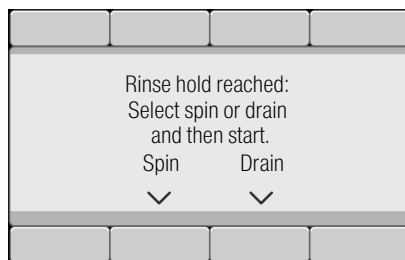 Rinse hold reached:
Select spin or drain
and then start.
Spin Drain